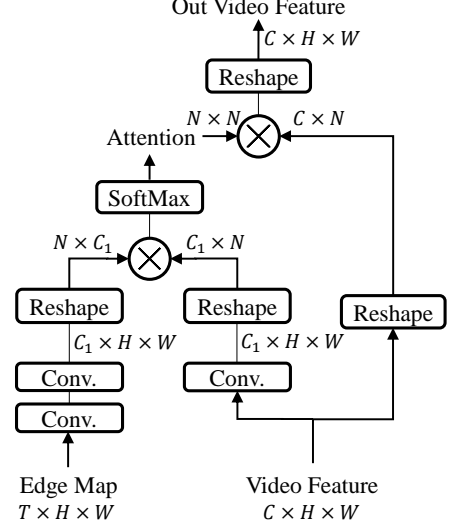 Out Video Feature
C × H × W
Reshape
N × N
C × N
Attention
SoftMax
N × C₁
C₁ × N
Reshape
Reshape
Reshape
C₁ × H × W
C₁ × H × W
Conv.
Conv.
Conv.
Edge Map
Video Feature
T × H × W
C × H × W